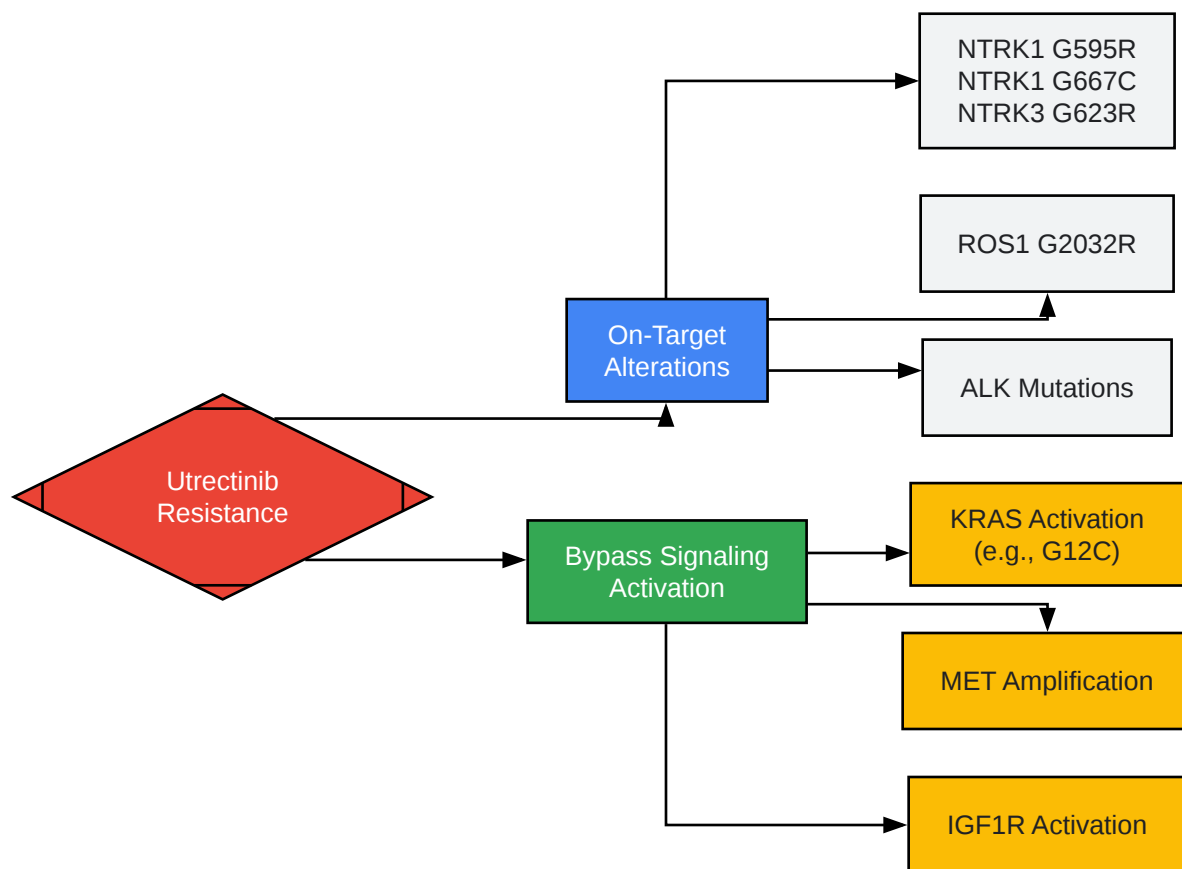 NTRK1 G595R
NTRK1 G667C
NTRK3 G623R
ROS1 G2032R
On-Target
Alterations
ALK Mutations
Utrectinib
Resistance
KRAS Activation
(e.g., G12C)
Bypass Signaling
Activation
MET Amplification
IGF1R Activation